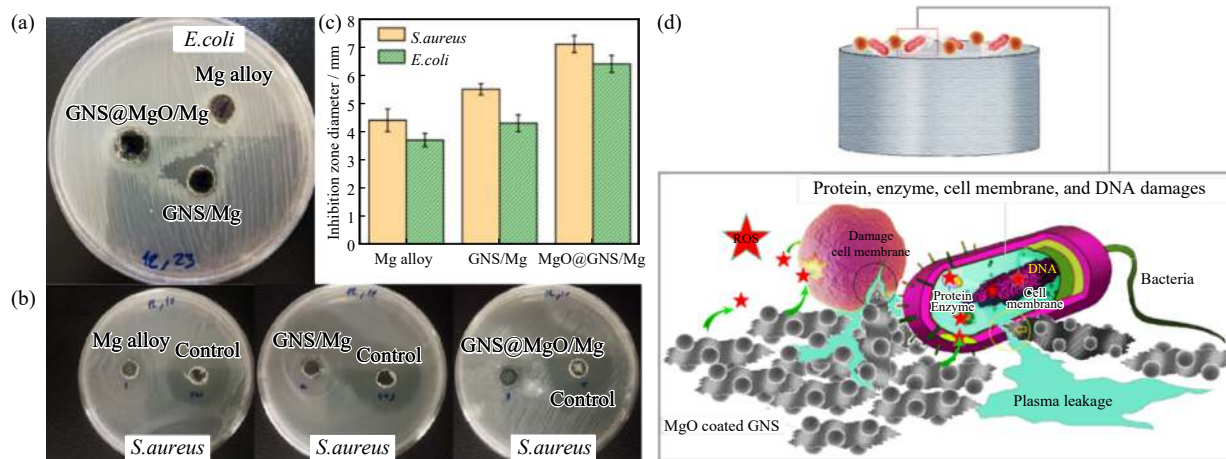 (a)
E.coli
Mg alloy
GNS@MgO/Mg
GNS/Mg
12,23
(b)
Mg alloy
Control
S.aureus
GNS/Mg
Control
S.aureus
GNS@MgO/Mg
Control
S.aureus
(c)
S.aureus
E.coli
Inhibition zone diameter / mm
8
7
6
5
4
3
2
1
0
Mg alloy
GNS/Mg
MgO@GNS/Mg
(d)
Protein, enzyme, cell membrane, and DNA damages
ROS
Damage
cell membrane
DNA
Protein
Enzyme
Cell
membrane
Bacteria
Plasma leakage
MgO coated GNS